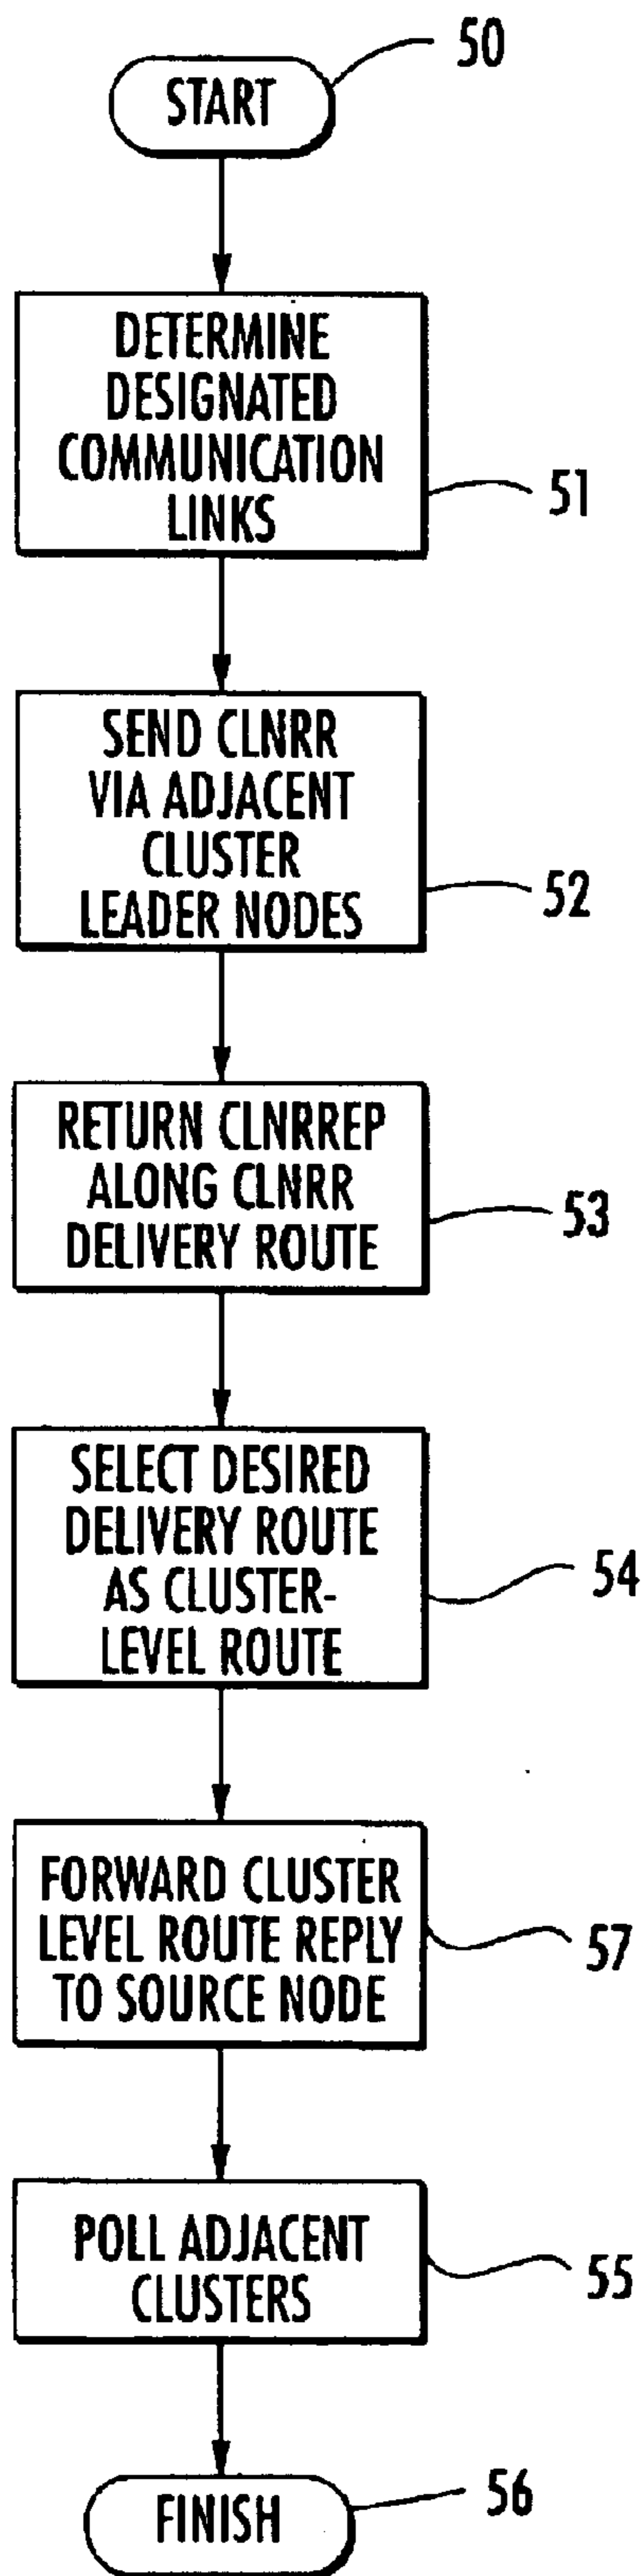 50
START
DETERMINE
DESIGNATED
COMMUNICATION
LINKS
51
SEND CLNRR
VIA ADJACENT
CLUSTER
LEADER NODES
52
RETURN CLNRREP
ALONG CLNRR
DELIVERY ROUTE
53
SELECT DESIRED
DELIVERY ROUTE
AS CLUSTER-
LEVEL ROUTE
54
FORWARD CLUSTER
LEVEL ROUTE REPLY
TO SOURCE NODE
57
POLL ADJACENT
CLUSTERS
55
FINISH
56